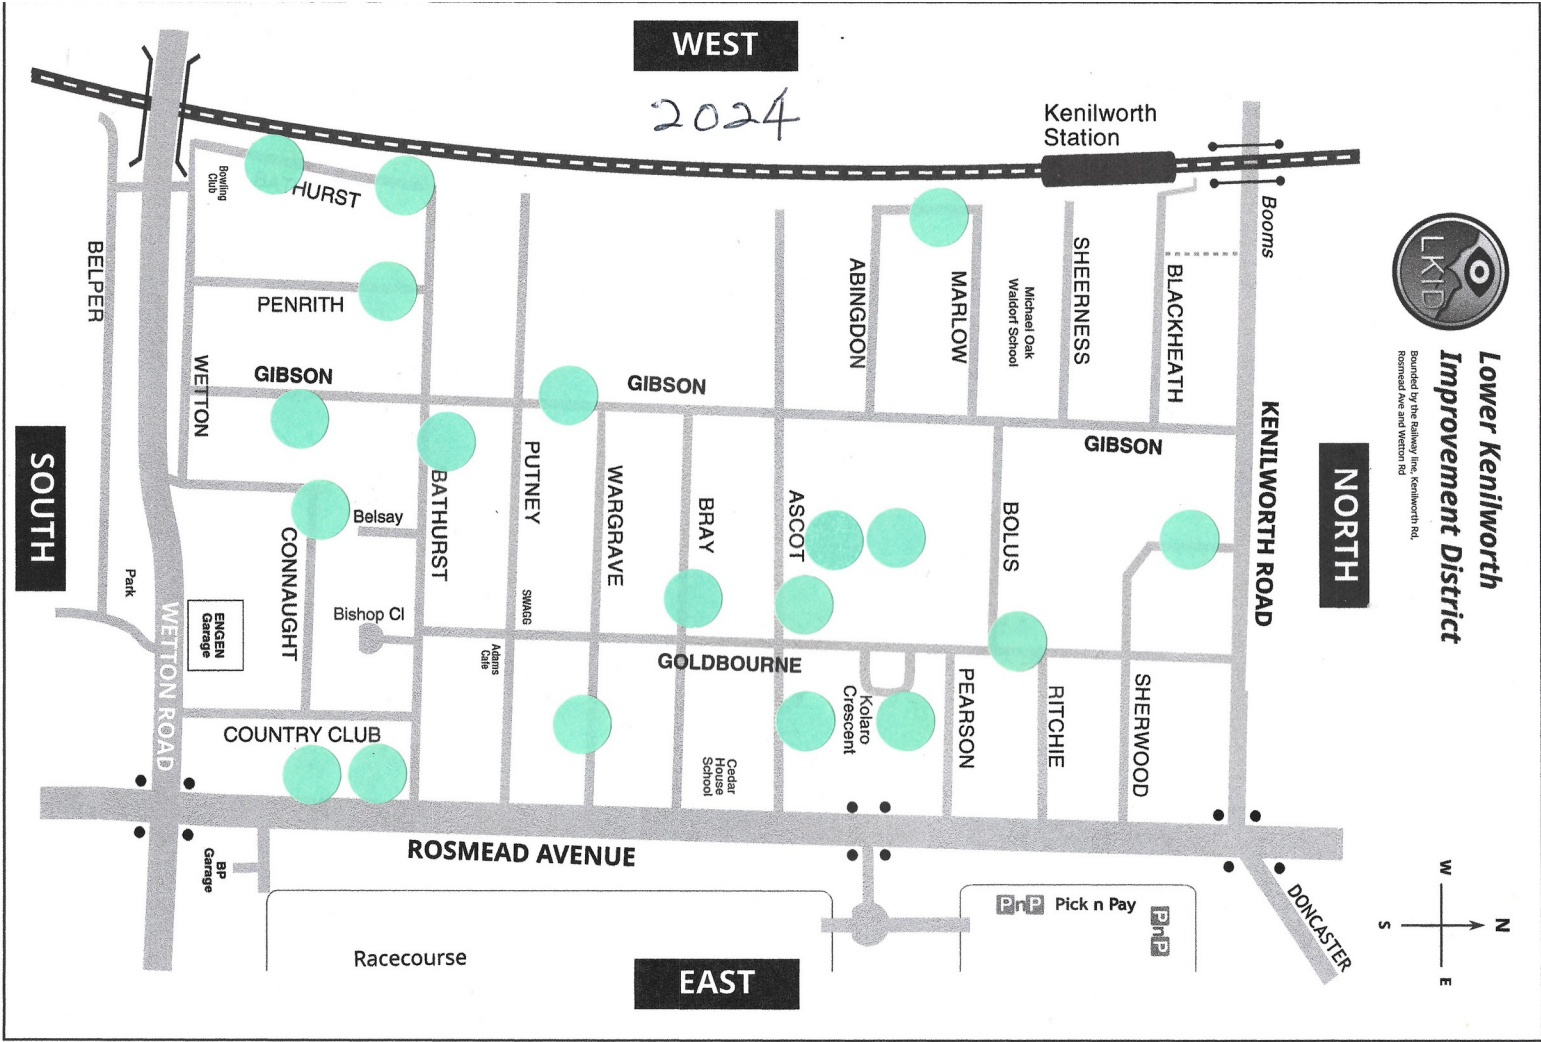 WEST
2024
Kenilworth
Station
Booms
LKID
Lower Kenilworth
Improvement District
Bounded by the Railway line, Kenilworth Rd,
Rosmead Ave and Wetton Rd
Bowling
Club
HURST
BELPER
PENRITH
WETTON
GIBSON
GIBSON
GIBSON
ABINGDON
MARLOW
Michael Oak
Waldorf School
SHEERNESS
BLACKHEATH
KENILWORTH ROAD
NORTH
SOUTH
Belsay
BATHURST
PUTNEY
WARGRAVE
BRAY
ASCOT
BOLUS
CONNAUGHT
Park
ENGEN
Garage
Bishop Cl
SWAGG
Adams
Cafe
GOLDBOURNE
WETTON ROAD
COUNTRY CLUB
Cedar
House
School
Kolaro
Crescent
PEARSON
RITCHIE
SHERWOOD
ROSMEAD AVENUE
BP
Garage
Racecourse
PnP Pick n Pay
PnP
DONCASTER
W
N
S
E
EAST